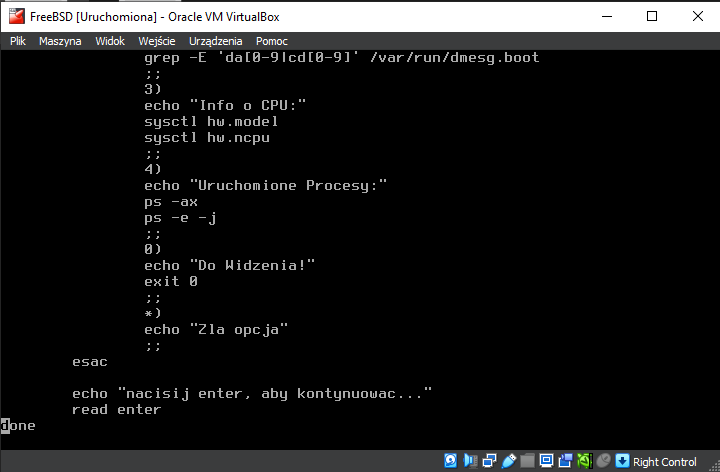 FreeBSD [Uruchomiona] - Oracle VM VirtualBox
Plik Maszyna Widok Wejście Urządzenia Pomoc
grep -E 'da[0-9]|cd[0-9]' /var/run/dmesg.boot
;;
3)
echo "Info o CPU:"
sysctl hw.model
sysctl hw.ncpu
;;
4)
echo "Uruchomione Procesy:"
ps -ax
ps -e -j
;;
0)
echo "Do Widzenia!"
exit 0
;;
*)
echo "Zla opcja"
;;
esac
echo "nacisij enter, aby kontynuowac..."
read enter
done
Right Control